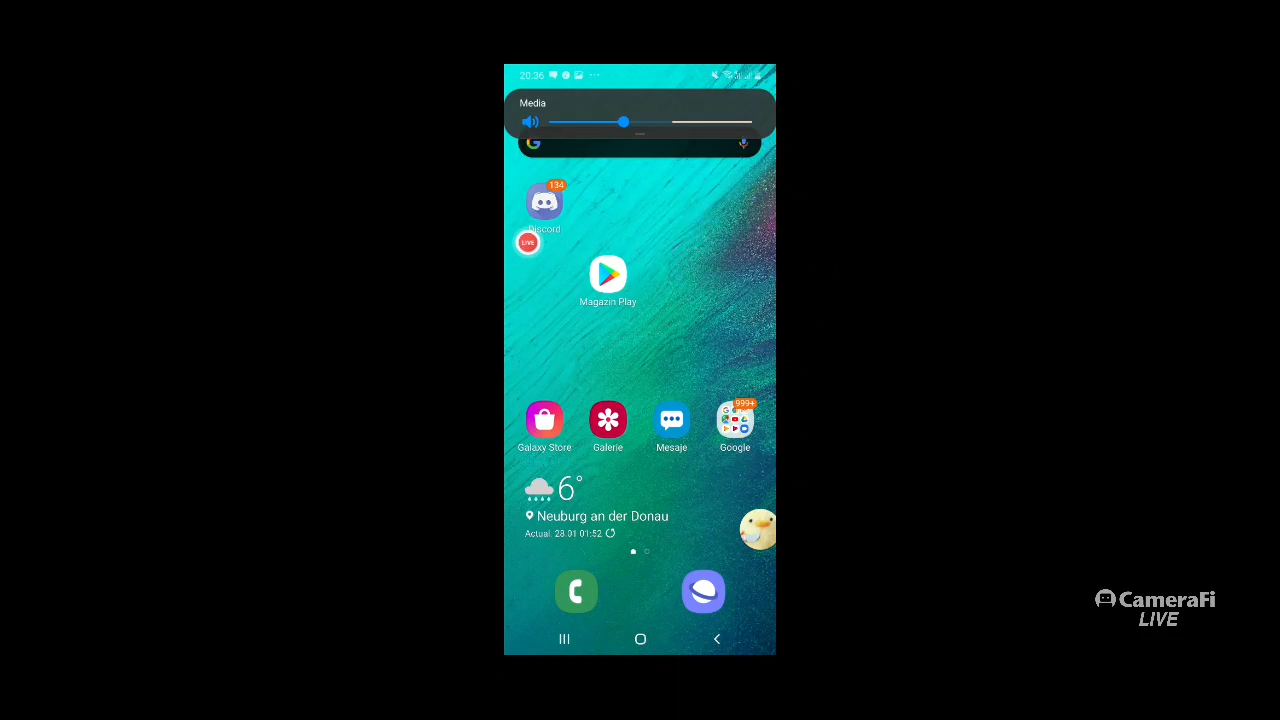 20:36
Media
134
Discord
LIVE
Magazin Play
999+
Galaxy Store
Galerie
Mesaje
Google
6°
Neuburg an der Donau
Actual. 28.01 01:52
CameraFi
LIVE